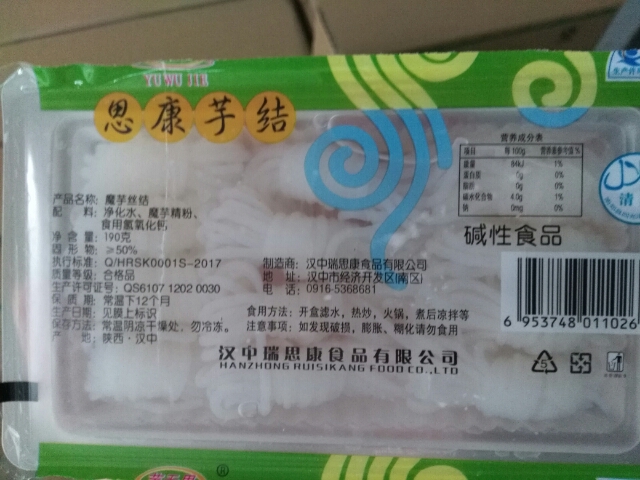 YU WU JIE
思康芋结
营养成分表
项目 每100g 营养素参考值%
能量 84kJ 1%
蛋白质 0g 0%
脂肪 0g 0%
碳水化合物 4.0g 1%
钠 0mg 0%
清
碱性食品
产品名称: 魔芋丝结
配 料: 净化水、魔芋精粉、
食用氢氧化钙
净 含 量: 190克
固 形 物: ≥50%
执行标准: Q/HRSK0001S-2017
质量等级: 合格品
生产许可证号: QS6107 1202 0030
保 质 期: 常温下12个月
生产日期: 见膜上标识
保存方法: 常温阴凉干燥处,勿冷冻。
产 地: 陕西·汉中
制造商: 汉中瑞思康食品有限公司
地 址: 汉中市经济开发区(南区)
电 话: 0916-5368681
食用方法: 开盒滤水,热炒,火锅,煮后凉拌等
注意事项: 如发现破损,膨胀、糊化请勿食用
汉中瑞思康食品有限公司
HANZHONG RUISIKANG FOOD CO.,LTD
6 953748 011026
5
®